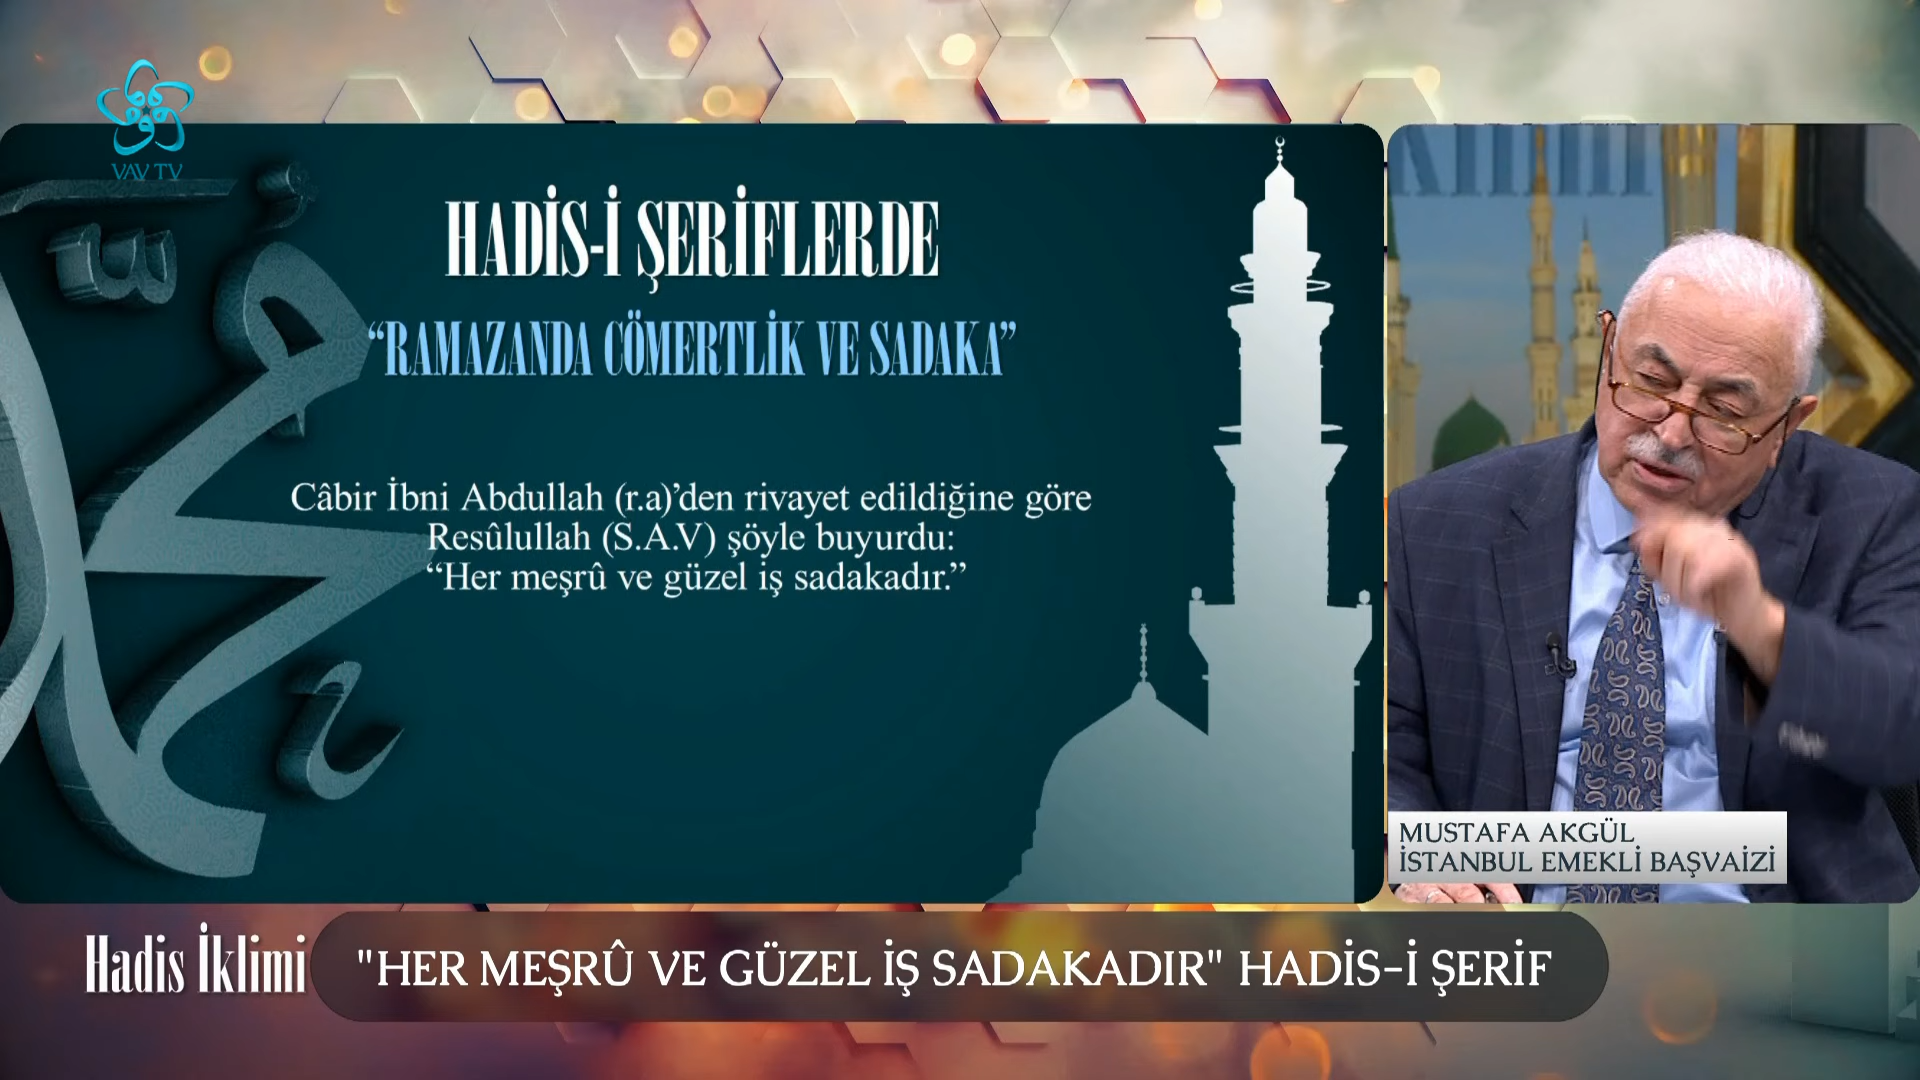 VAV TV
HADİS-İ ŞERİFLERDE
“RAMAZANDA CÖMERTLİK VE SADAKA”
Câbir İbni Abdullah (r.a)’den rivayet edildiğine göre
Resûlullah (S.A.V) şöyle buyurdu:
“Her meşrû ve güzel iş sadakadır.”
MUSTAFA AKGÜL
İSTANBUL EMEKLİ BAŞVAİZİ
Hadis İklimi
"HER MEŞRÛ VE GÜZEL İŞ SADAKADIR" HADİS-İ ŞERİF